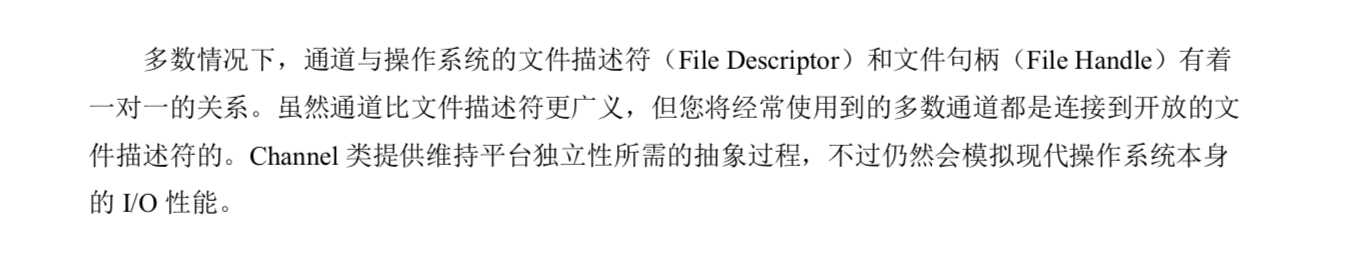 多数情况下，通道与操作系统的文件描述符（File Descriptor）和文件句柄（File Handle）有着
一对一的关系。虽然通道比文件描述符更广义，但您将经常使用到的多数通道都是连接到开放的文
件描述符的。Channel 类提供维持平台独立性所需的抽象过程，不过仍然会模拟现代操作系统本身
的 I/O 性能。